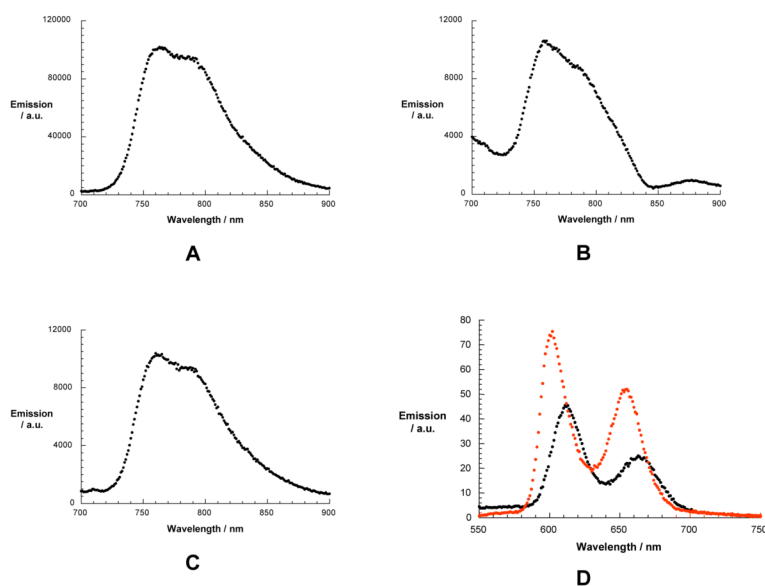 120000
80000
Emission
/ a.u.
40000
0
700 750 800 850 900
Wavelength / nm
A
12000
8000
Emission
/ a.u.
4000
0
700 750 800 850 900
Wavelength / nm
B
12000
8000
Emission
/ a.u.
4000
0
700 750 800 850 900
Wavelength / nm
C
80
70
60
50
Emission
/ a.u.
40
30
20
10
0
550 600 650 700 750
Wavelength / nm
D